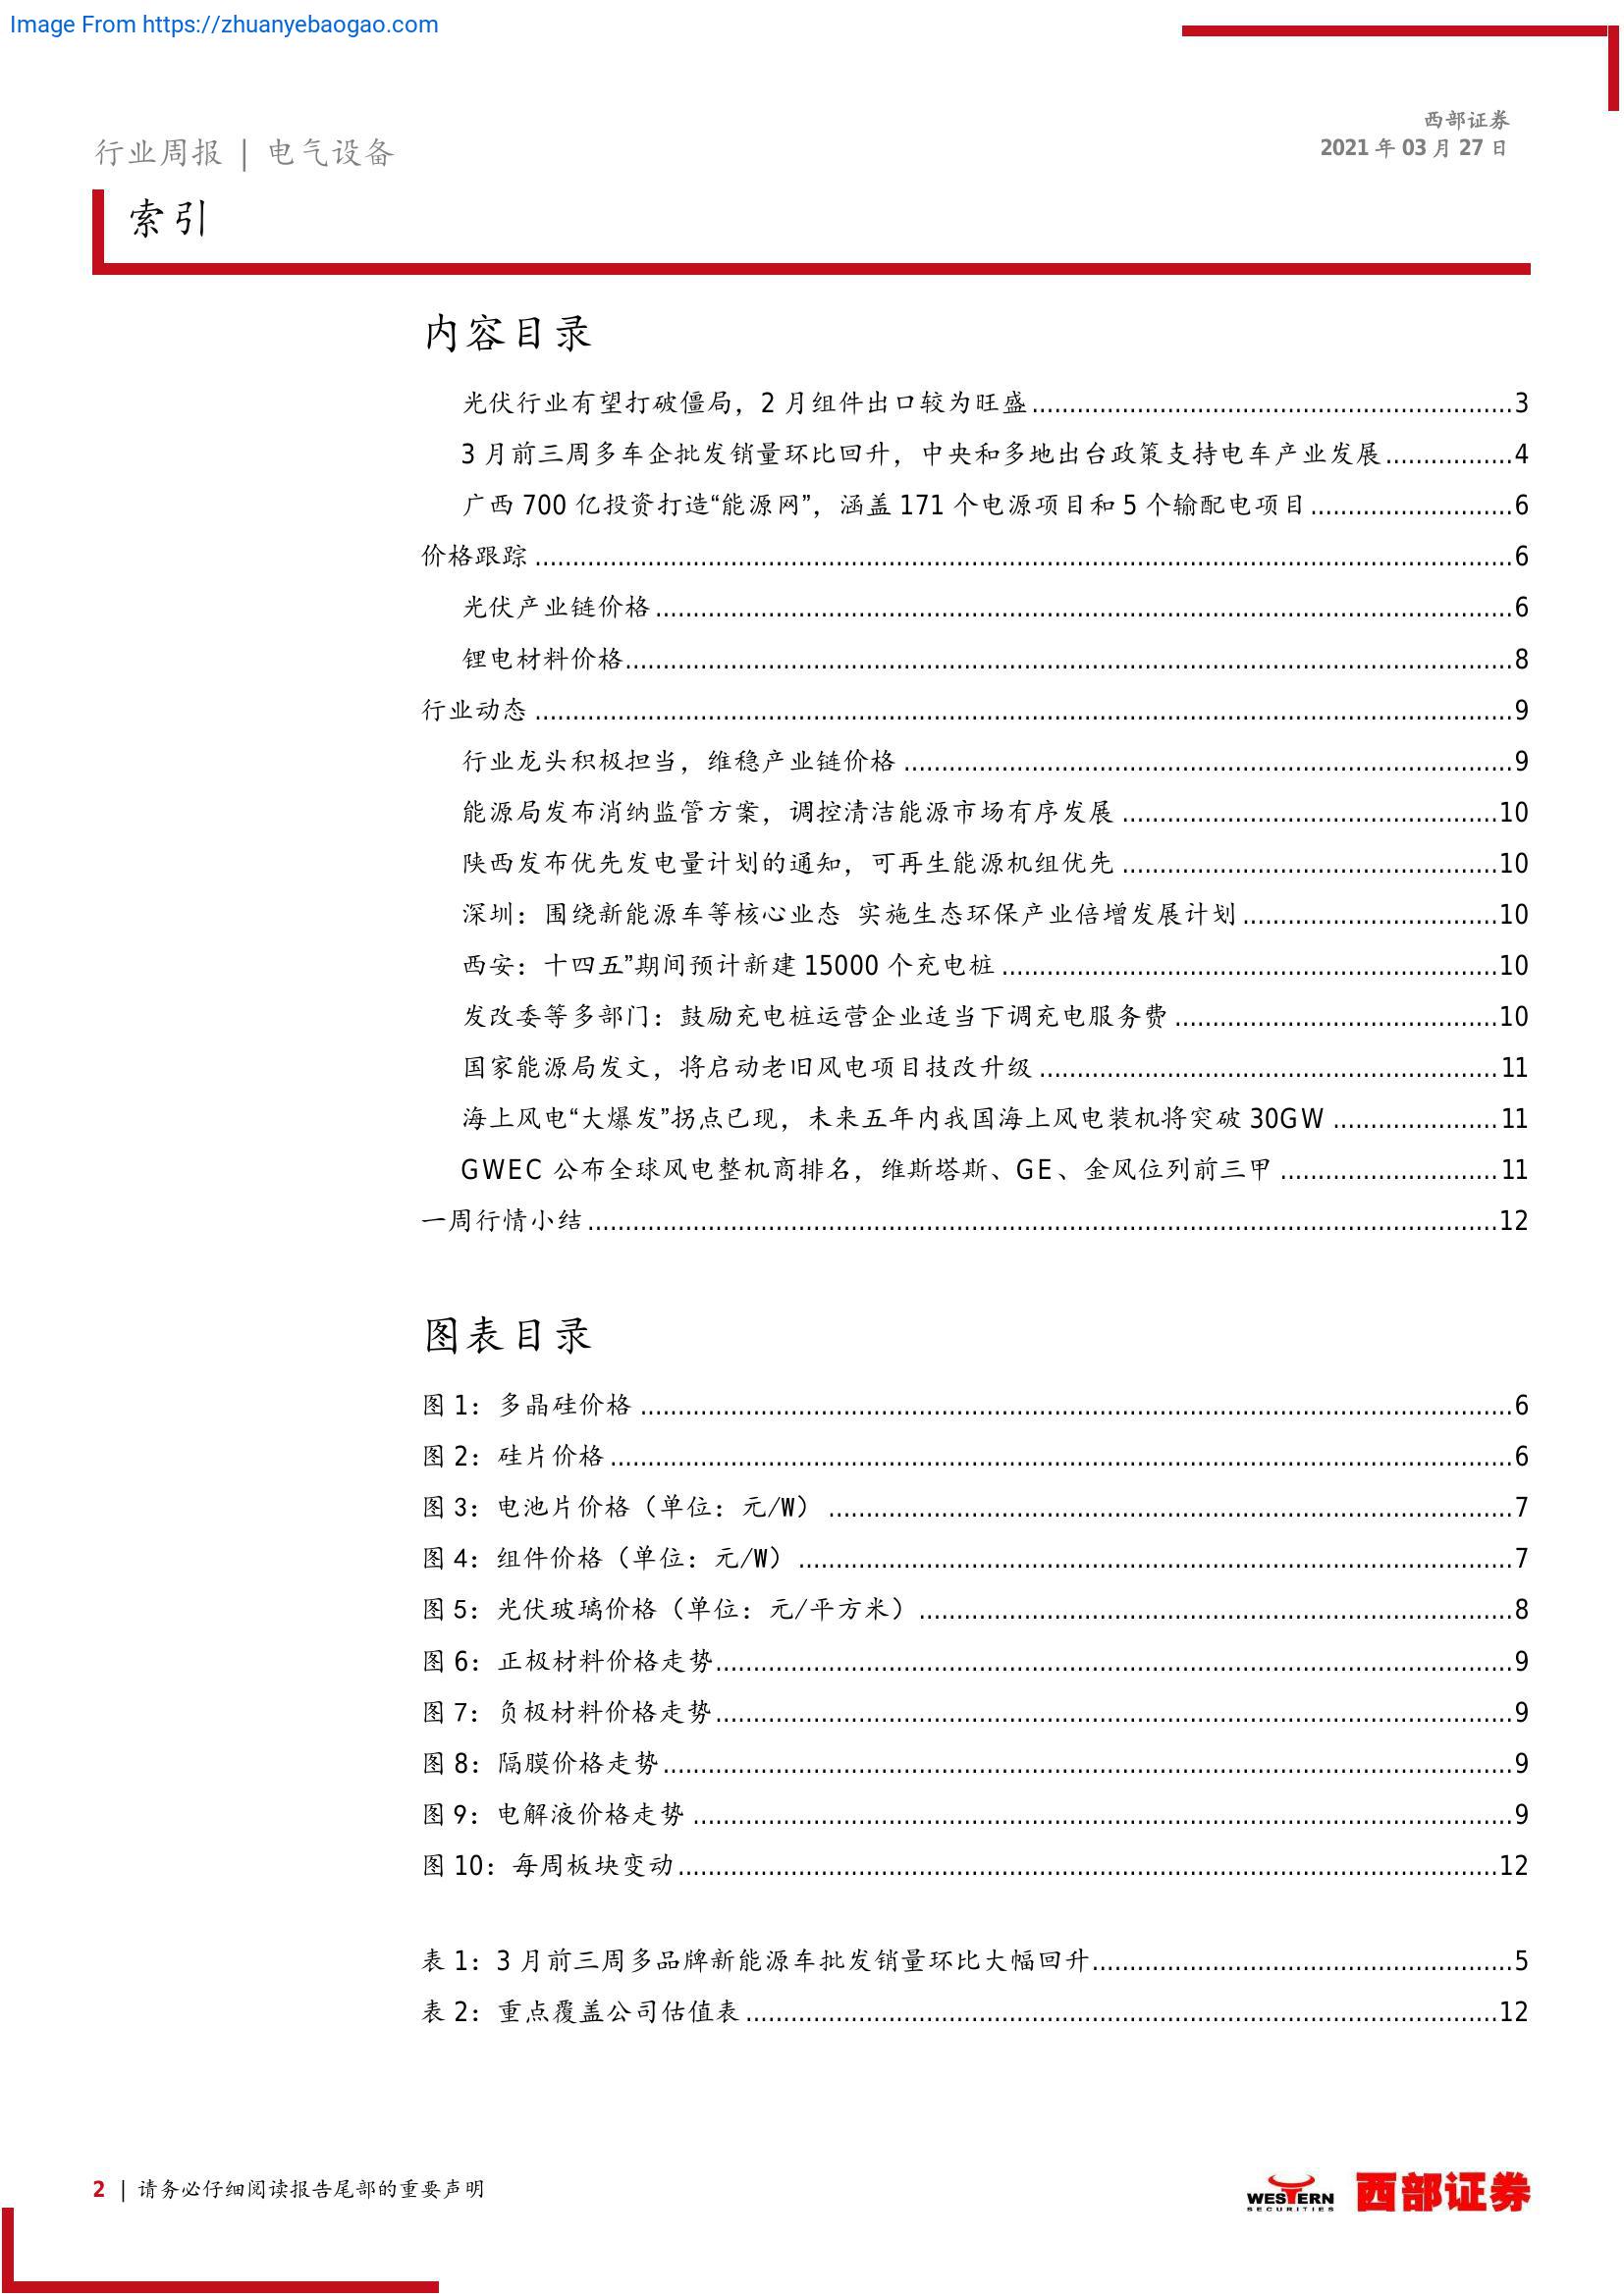 Image From https://zhuanyebaogao.com
西部证券
2021 年 03 月 27 日
行业周报 | 电气设备
索引
内容目录
光伏行业有望打破僵局，2 月组件出口较为旺盛................................................................3
3 月前三周多车企批发销量环比回升，中央和多地出台政策支持电车产业发展.................4
广西 700 亿投资打造“能源网”，涵盖 171 个电源项目和 5 个输配电项目...........................6
价格跟踪 ..................................................................................................................................6
光伏产业链价格..................................................................................................................6
锂电材料价格......................................................................................................................8
行业动态 ..................................................................................................................................9
行业龙头积极担当，维稳产业链价格 .................................................................................9
能源局发布消纳监管方案，调控清洁能源市场有序发展 ..................................................10
陕西发布优先发电量计划的通知，可再生能源机组优先 ..................................................10
深圳：围绕新能源车等核心业态 实施生态环保产业倍增发展计划..................................10
西安：十四五”期间预计新建 15000 个充电桩 ..................................................................10
发改委等多部门：鼓励充电桩运营企业适当下调充电服务费 ...........................................10
国家能源局发文，将启动老旧风电项目技改升级 .............................................................11
海上风电“大爆发”拐点已现，未来五年内我国海上风电装机将突破 30GW ......................11
GWEC 公布全球风电整机商排名，维斯塔斯、GE、金风位列前三甲 .............................11
一周行情小结.........................................................................................................................12
图表目录
图 1：多晶硅价格 ....................................................................................................................6
图 2：硅片价格 ........................................................................................................................6
图 3：电池片价格（单位：元/W） ...........................................................................................7
图 4：组件价格（单位：元/W） ...............................................................................................7
图 5：光伏玻璃价格（单位：元/平方米）...............................................................................8
图 6：正极材料价格走势..........................................................................................................9
图 7：负极材料价格走势..........................................................................................................9
图 8：隔膜价格走势.................................................................................................................9
图 9：电解液价格走势 .............................................................................................................9
图 10：每周板块变动.............................................................................................................12
表 1：3 月前三周多品牌新能源车批发销量环比大幅回升........................................................5
表 2：重点覆盖公司估值表 ....................................................................................................12
2 | 请务必仔细阅读报告尾部的重要声明
WESTERN
SECURITIES
西部证券